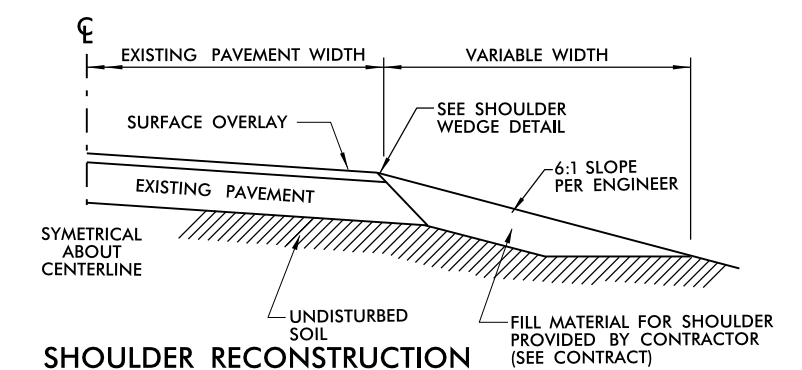 ℄
EXISTING PAVEMENT WIDTH
VARIABLE WIDTH
SURFACE OVERLAY
SEE SHOULDER
WEDGE DETAIL
6:1 SLOPE
PER ENGINEER
EXISTING PAVEMENT
SYMETRICAL
ABOUT
CENTERLINE
UNDISTURBED
SOIL
FILL MATERIAL FOR SHOULDER
PROVIDED BY CONTRACTOR
(SEE CONTRACT)
SHOULDER RECONSTRUCTION